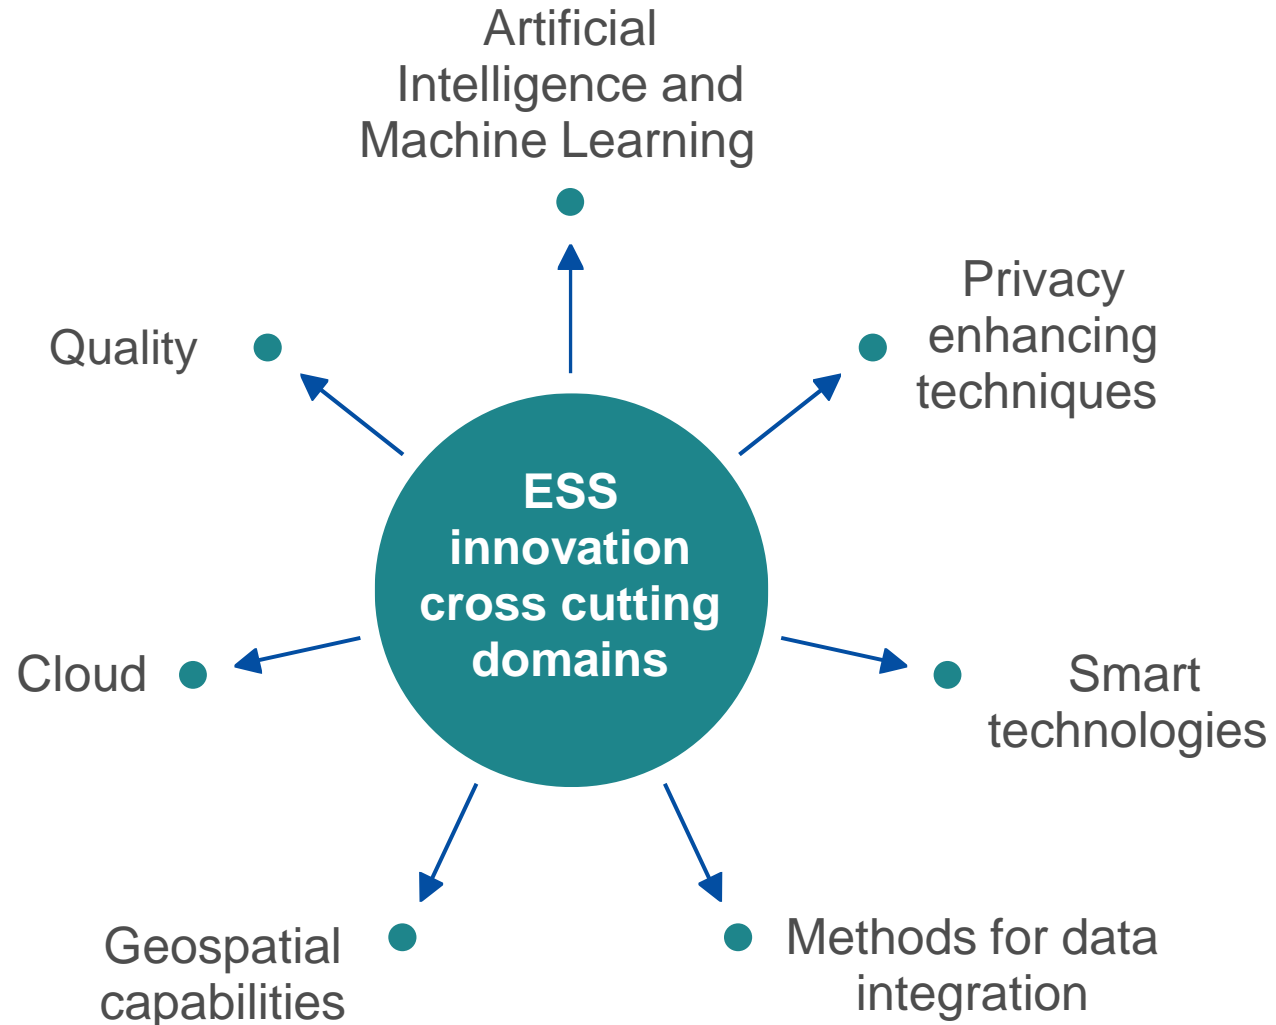 Artificial
Intelligence and
Machine Learning
Privacy
enhancing
techniques
Quality
ESS
innovation
cross cutting
domains
Cloud
Smart
technologies
Geospatial
capabilities
Methods for data
integration